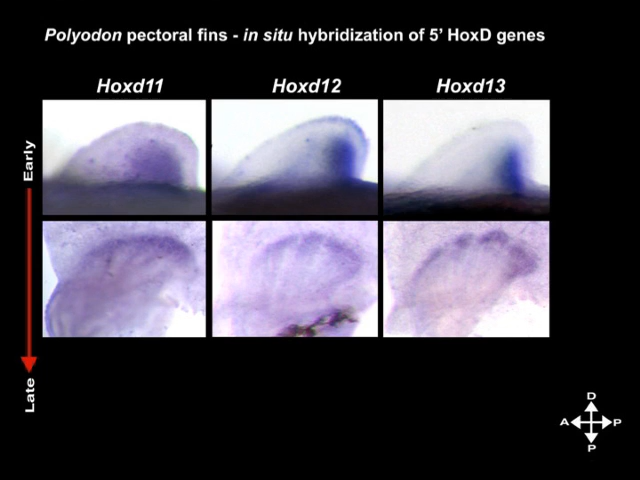 Polyodon pectoral fins - in situ hybridization of 5’ HoxD genes
Hoxd11 Hoxd12 Hoxd13
Early
Late
D
A P
P